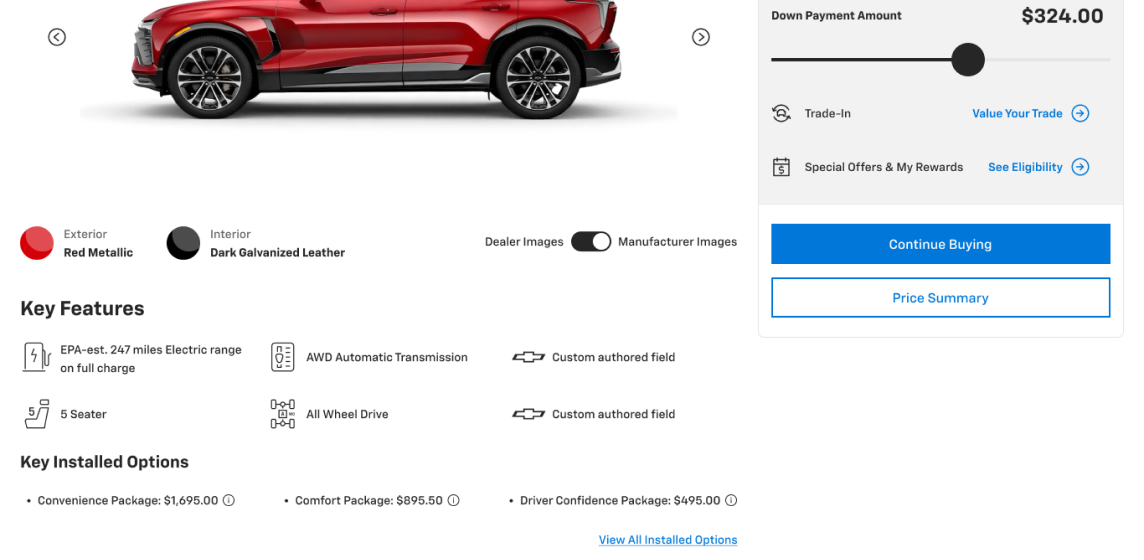 Down Payment Amount $324.00
Trade-In Value Your Trade
Special Offers & My Rewards See Eligibility
Continue Buying
Price Summary
Exterior
Red Metallic
Interior
Dark Galvanized Leather
Dealer Images Manufacturer Images
Key Features
EPA-est. 247 miles Electric range
on full charge
AWD Automatic Transmission
Custom authored field
5 Seater
All Wheel Drive
Custom authored field
Key Installed Options
• Convenience Package: $1,695.00
• Comfort Package: $895.50
• Driver Confidence Package: $495.00
View All Installed Options